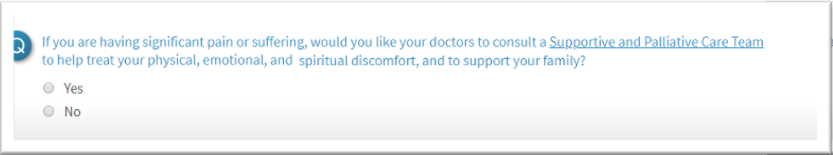 Q
If you are having significant pain or suffering, would you like your doctors to consult a Supportive and Palliative Care Team
to help treat your physical, emotional, and spiritual discomfort, and to support your family?
Yes
No